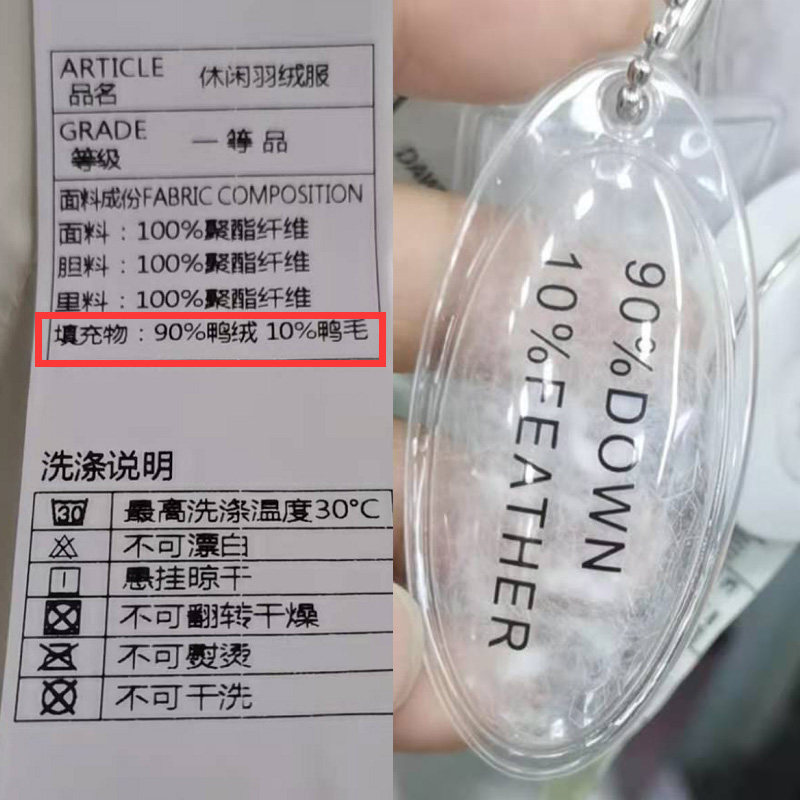 ARTICLE
品名
休闲羽绒服
GRADE
等级
一等品
面料成份FABRIC COMPOSITION
面料：100%聚酯纤维
胆料：100%聚酯纤维
里料：100%聚酯纤维
填充物：90%鸭绒 10%鸭毛
洗涤说明
30
最高洗涤温度30°C
不可漂白
悬挂晾干
不可翻转干燥
不可熨烫
不可干洗
90%DOWN
10%FEATHER